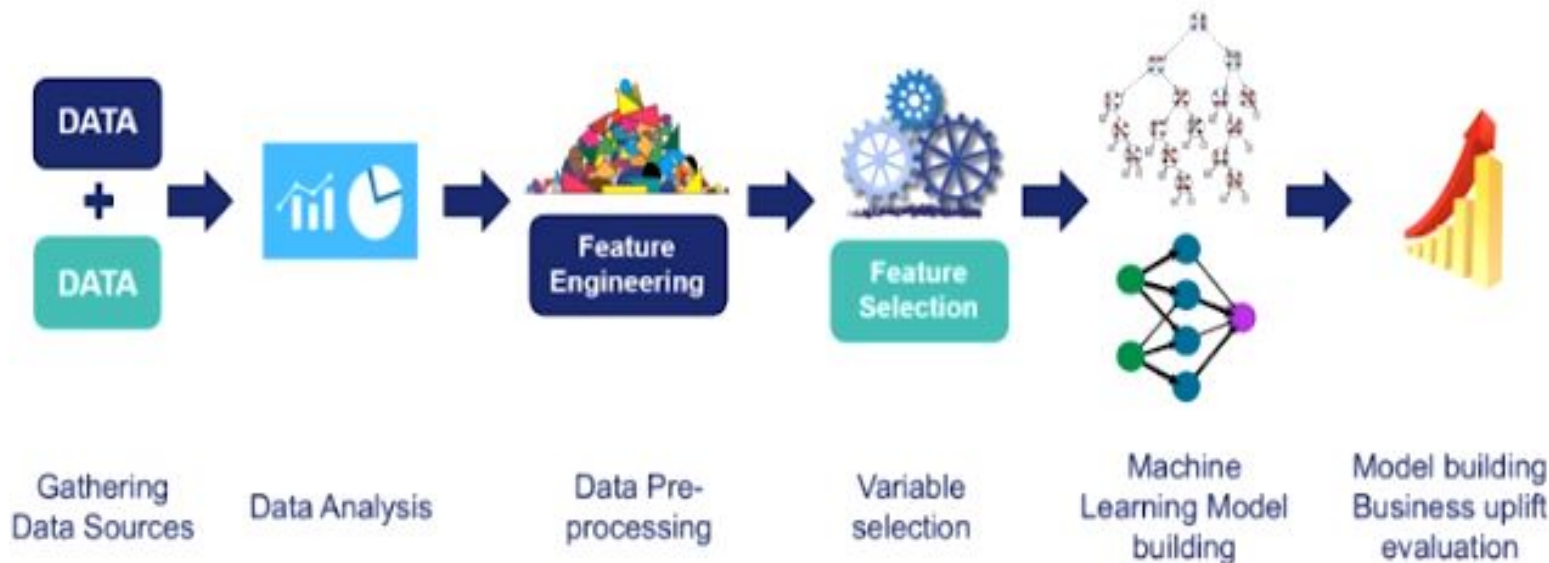 DATA
DATA
Feature
Engineering
Feature
Selection
Gathering
Data Sources
Data Analysis
Data Pre-
processing
Variable
selection
Machine
Learning Model
building
Model building
Business uplift
evaluation